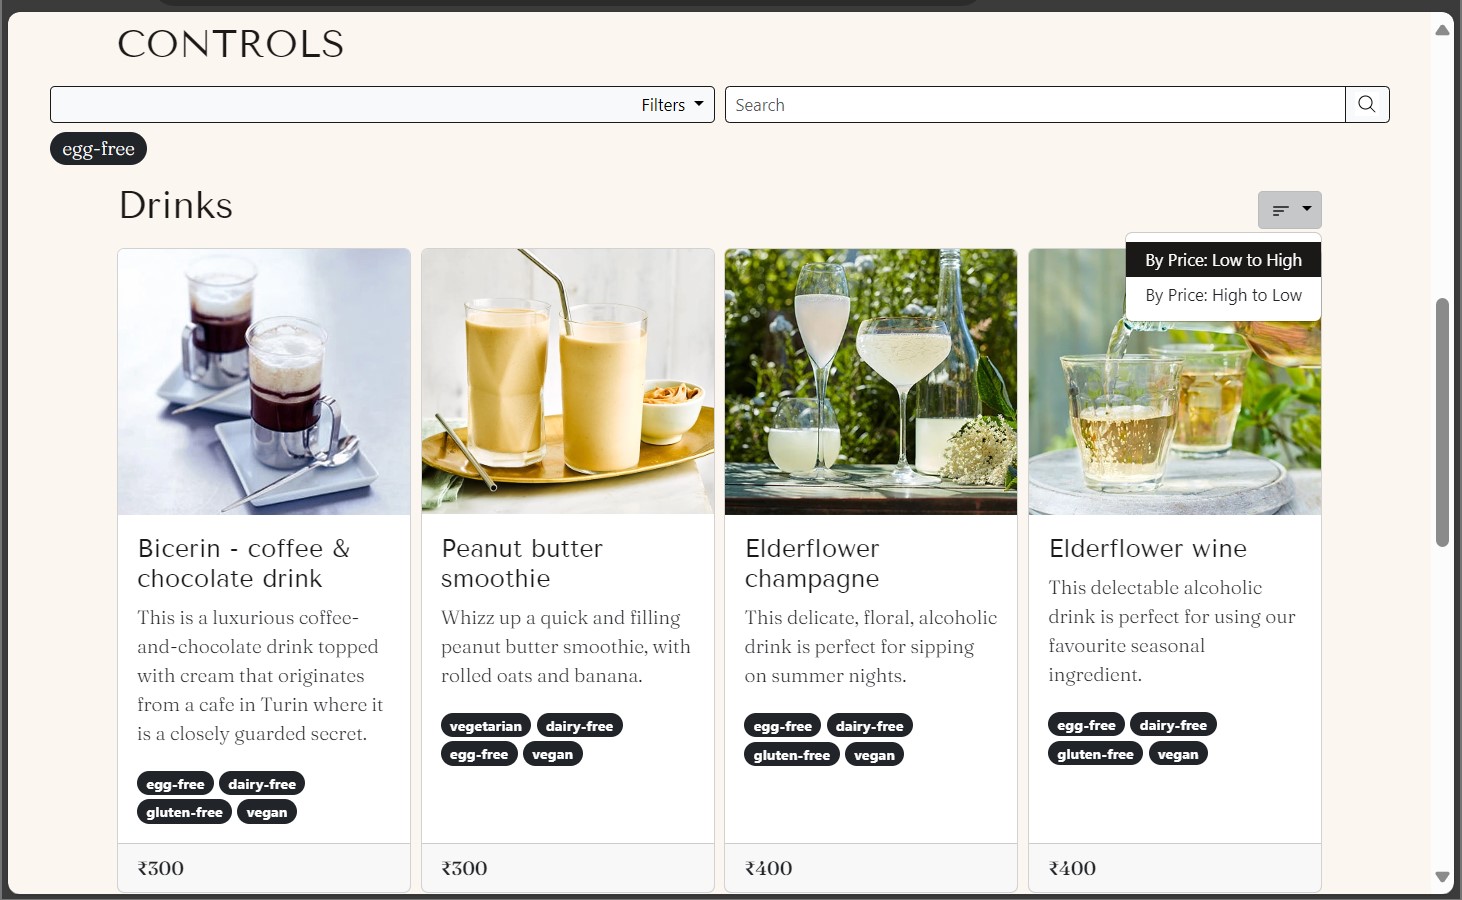 CONTROLS
Filters
Search
egg-free
Drinks
By Price: Low to High
By Price: High to Low
Bicerin - coffee &
chocolate drink
This is a luxurious coffee-
and-chocolate drink topped
with cream that originates
from a cafe in Turin where it
is a closely guarded secret.
egg-free dairy-free
gluten-free vegan
₹300
Peanut butter
smoothie
Whizz up a quick and filling
peanut butter smoothie, with
rolled oats and banana.
vegetarian dairy-free
egg-free vegan
₹300
Elderflower
champagne
This delicate, floral, alcoholic
drink is perfect for sipping
on summer nights.
egg-free dairy-free
gluten-free vegan
₹400
Elderflower wine
This delectable alcoholic
drink is perfect for using our
favourite seasonal
ingredient.
egg-free dairy-free
gluten-free vegan
₹400